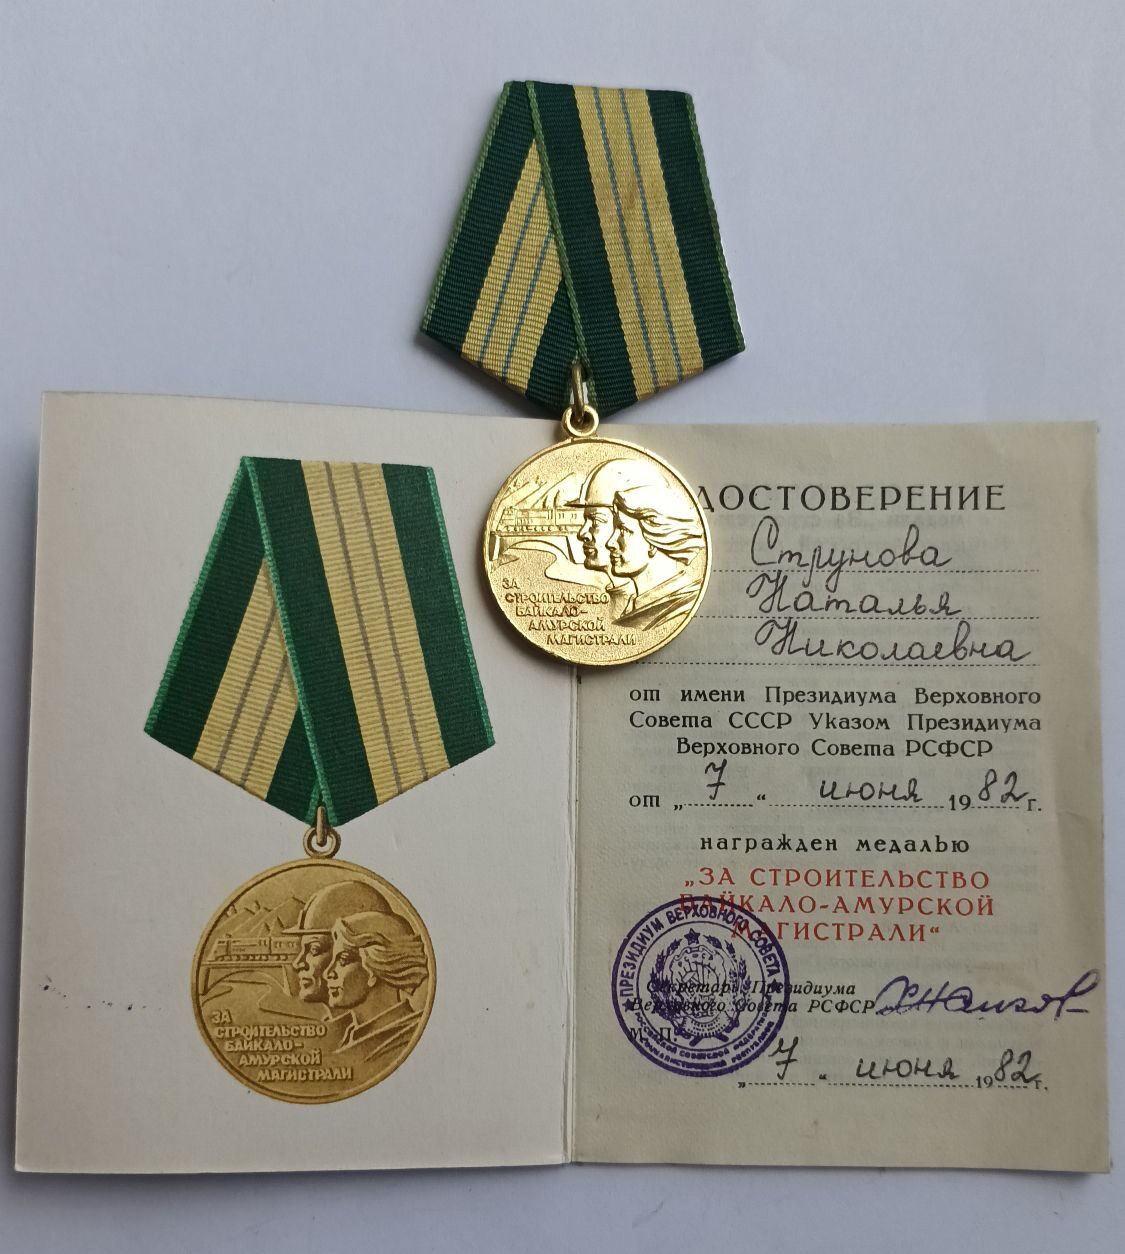 ЗА
СТРОИТЕЛЬСТВО
БАЙКАЛО-
АМУРСКОЙ
МАГИСТРАЛИ
ЗА
СТРОИТЕЛЬСТВО
БАЙКАЛО-
АМУРСКОЙ
МАГИСТРАЛИ
ДОСТОВЕРЕНИЕ
Струнова
Наталья
Николаевна
от имени Президиума Верховного
Совета СССР Указом Президиума
Верховного Совета РСФСР
от „7“ июня 1982 г.
награжден медалью
„ЗА СТРОИТЕЛЬСТВО
БАЙКАЛО-АМУРСКОЙ
МАГИСТРАЛИ“
ПРЕЗИДИУМ ВЕРХОВНОГО СОВЕТА
Секретарь Президиума
Верховного Совета РСФСР
М. П.
„7“ июня 1982 г.